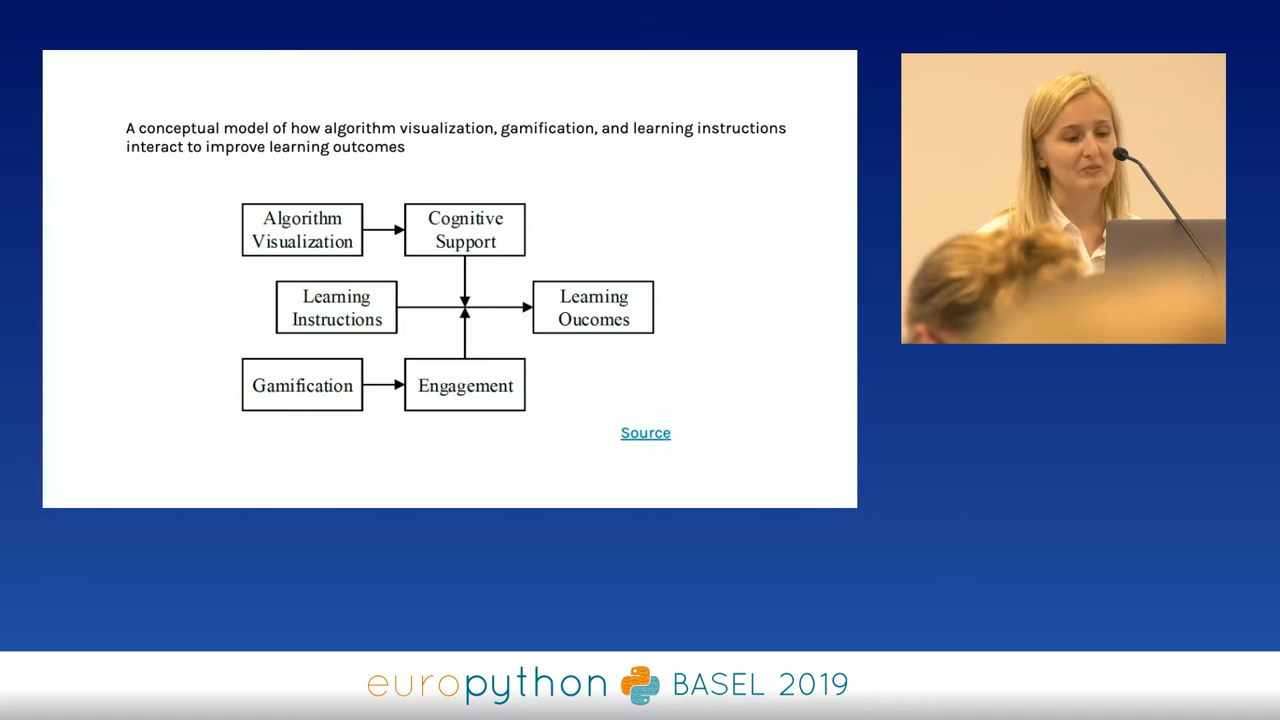 A conceptual model of how algorithm visualization, gamification, and learning instructions
interact to improve learning outcomes
Algorithm
Visualization
Cognitive
Support
Learning
Instructions
Learning
Oucomes
Gamification
Engagement
Source
europython BASEL 2019